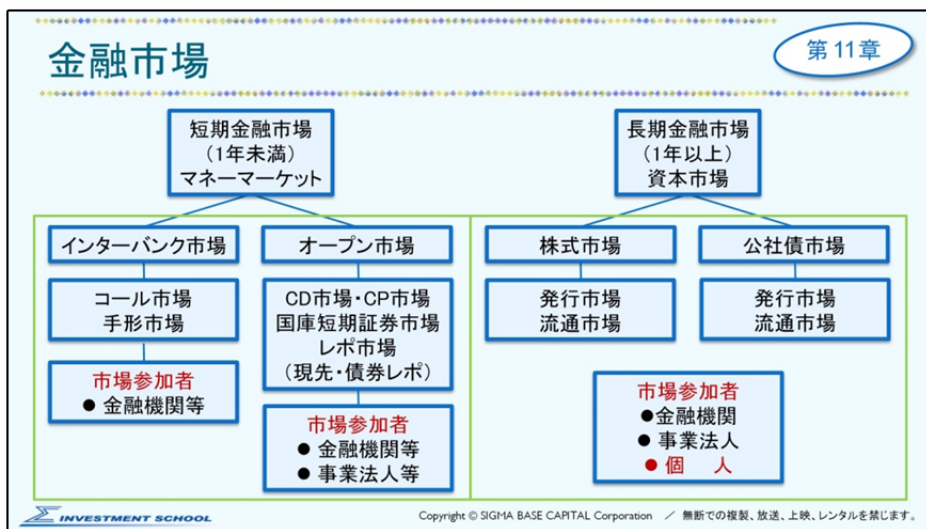 金融市場
第11章
短期金融市場
(1年未満)
マネーマーケット
インターバンク市場
コール市場
手形市場
市場参加者
● 金融機関等
オープン市場
CD市場・CP市場
国庫短期証券市場
レポ市場
(現先・債券レポ)
市場参加者
● 金融機関等
● 事業法人等
長期金融市場
(1年以上)
資本市場
株式市場
発行市場
流通市場
公社債市場
発行市場
流通市場
市場参加者
●金融機関
● 事業法人
● 個　人
INVESTMENT SCHOOL
Copyright © SIGMA BASE CAPITAL Corporation ／ 無断での複製、放送、上映、レンタルを禁じます。